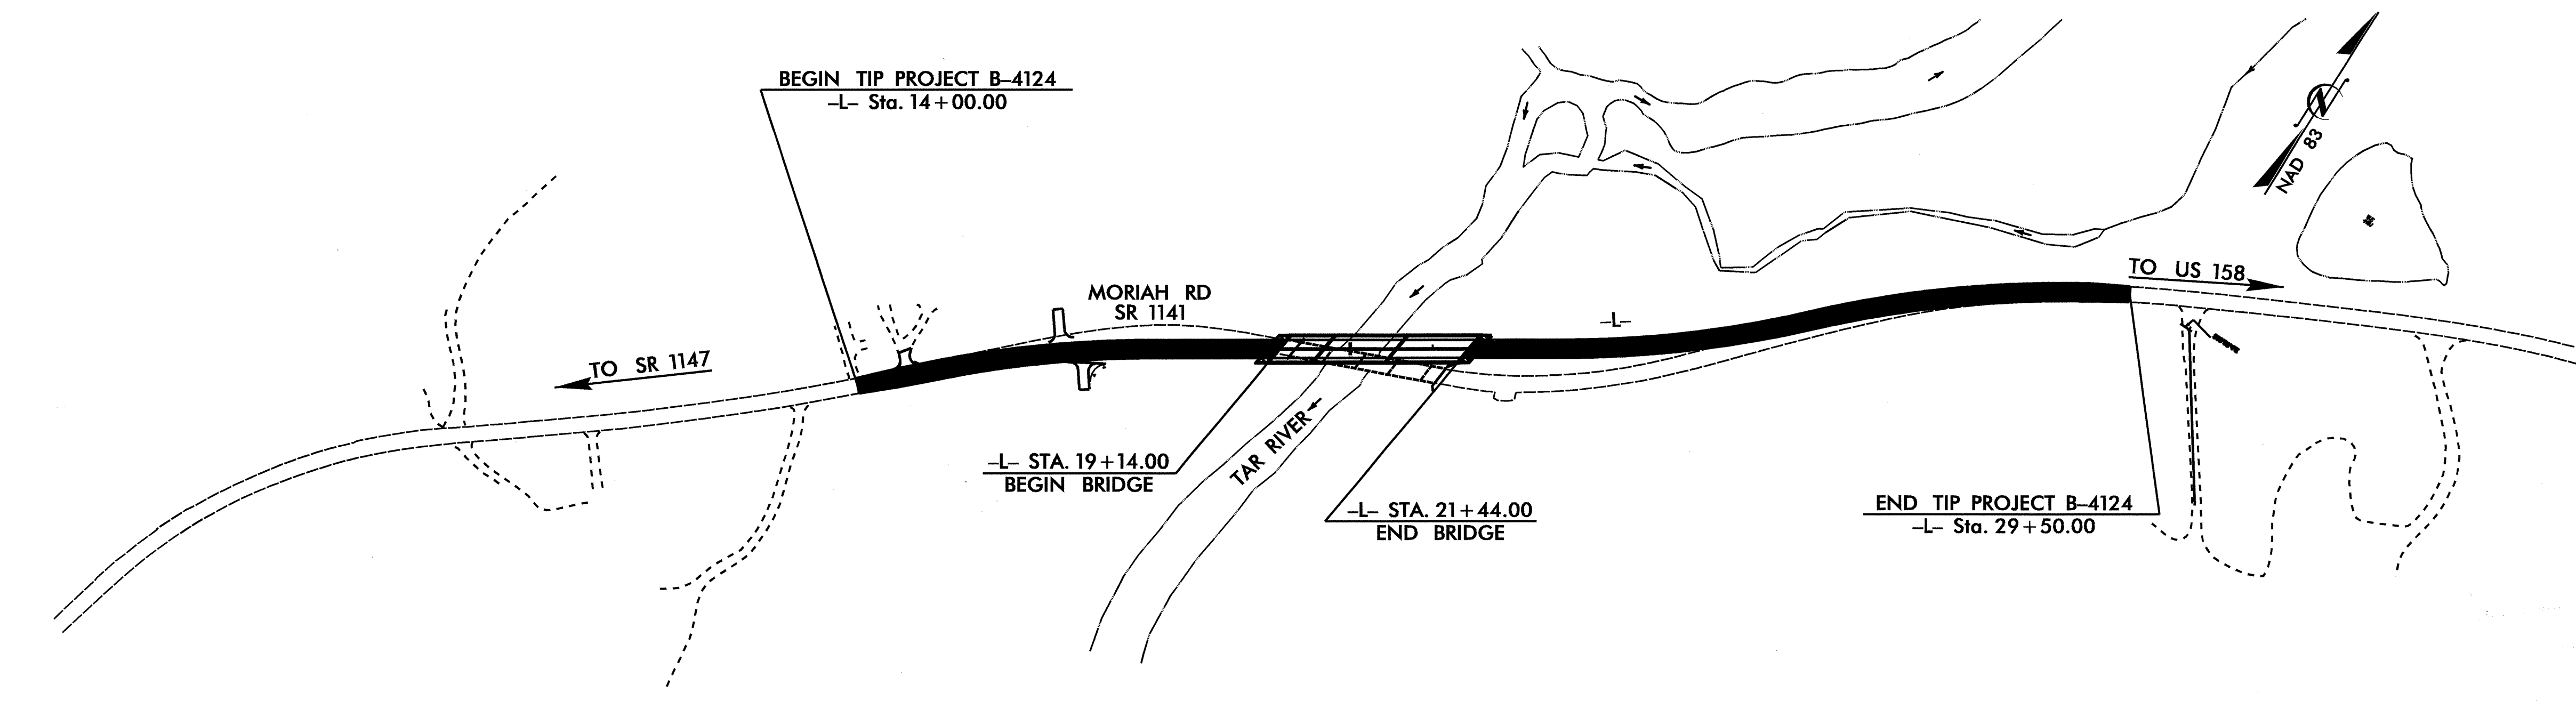 BEGIN TIP PROJECT B-4124
-L- Sta. 14+00.00
NAD 83
TO US 158
MORIAH RD
SR 1141
-L-
TO SR 1147
TAR RIVER
-L- STA. 19+14.00
BEGIN BRIDGE
-L- STA. 21+44.00
END BRIDGE
END TIP PROJECT B-4124
-L- Sta. 29+50.00